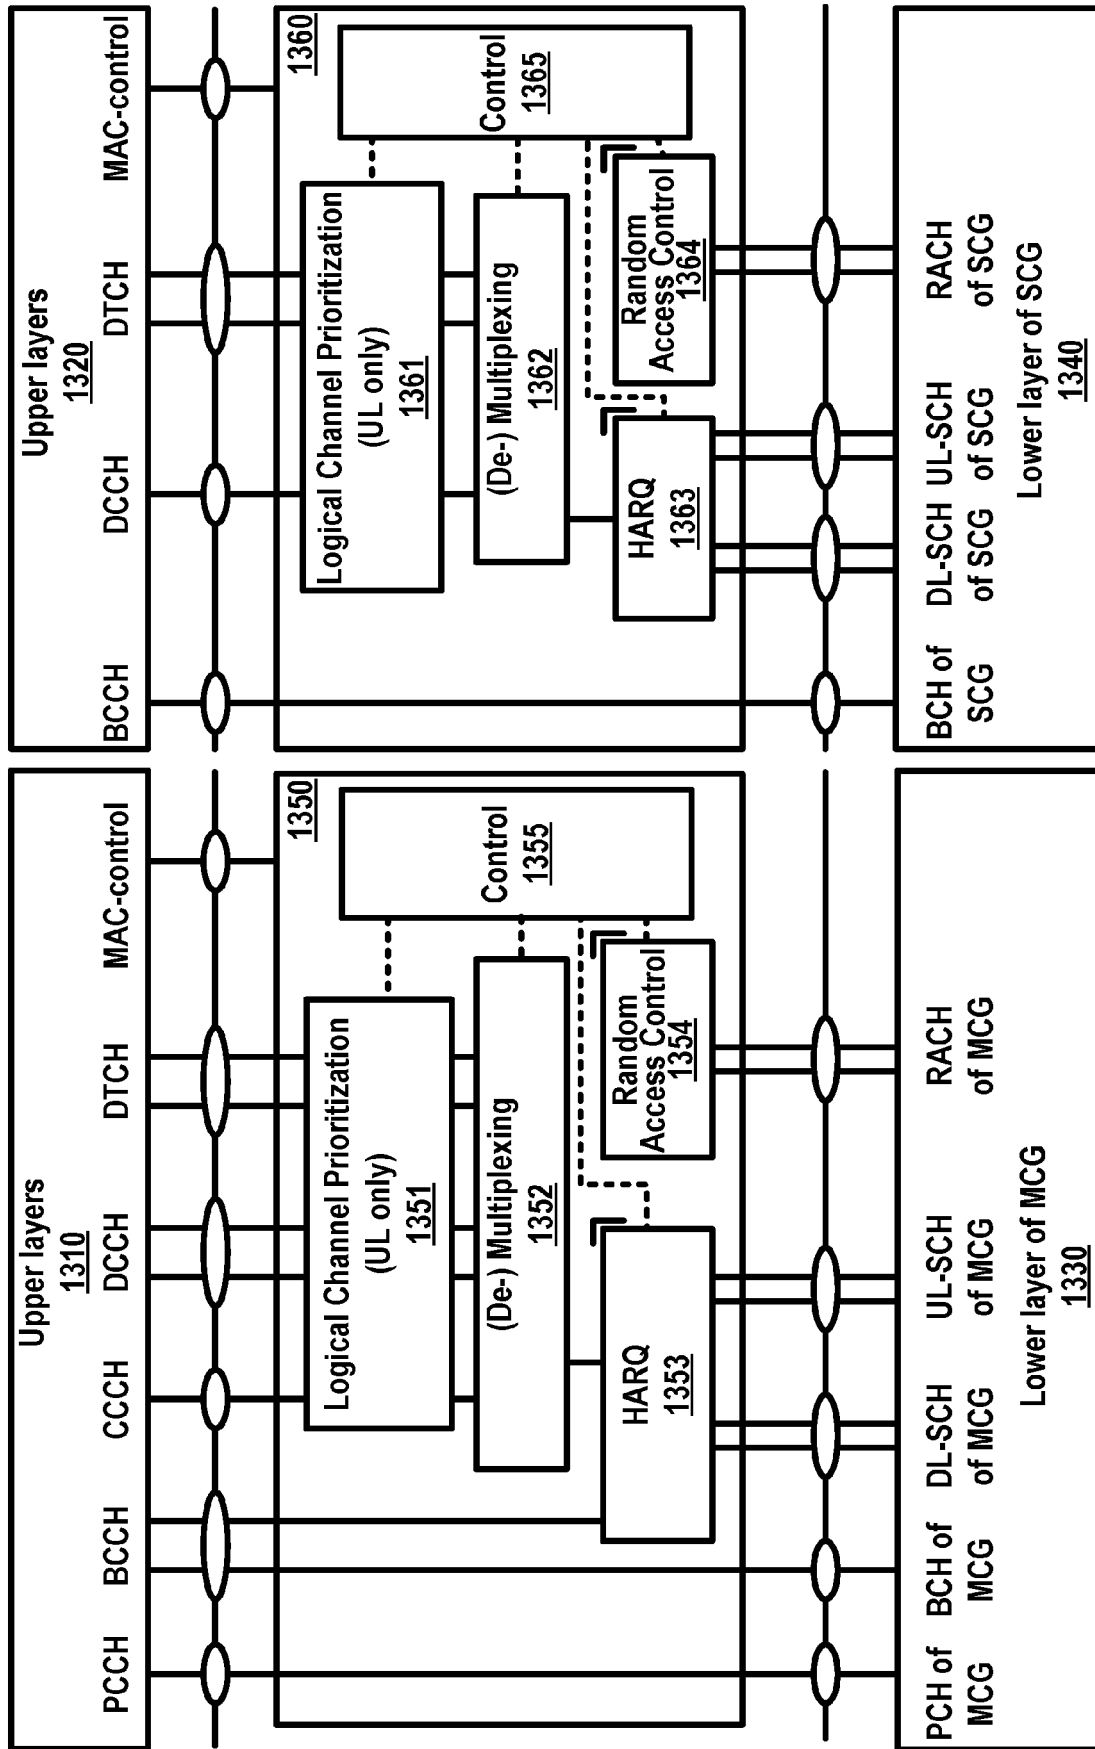 Upper layers
1310
PCCH
BCCH
CCCH
DCCH
DTCH
MAC-control
1350
Logical Channel Prioritization
(UL only)
1351
(De-) Multiplexing
1352
HARQ
1353
Random
Access Control
1354
Control
1355
PCH of
MCG
BCH of
MCG
DL-SCH
of MCG
UL-SCH
of MCG
RACH
of MCG
Lower layer of MCG
1330
Upper layers
1320
BCCH
DCCH
DTCH
MAC-control
1360
Logical Channel Prioritization
(UL only)
1361
(De-) Multiplexing
1362
HARQ
1363
Random
Access Control
1364
Control
1365
BCH of
SCG
DL-SCH
of SCG
UL-SCH
of SCG
RACH
of SCG
Lower layer of SCG
1340